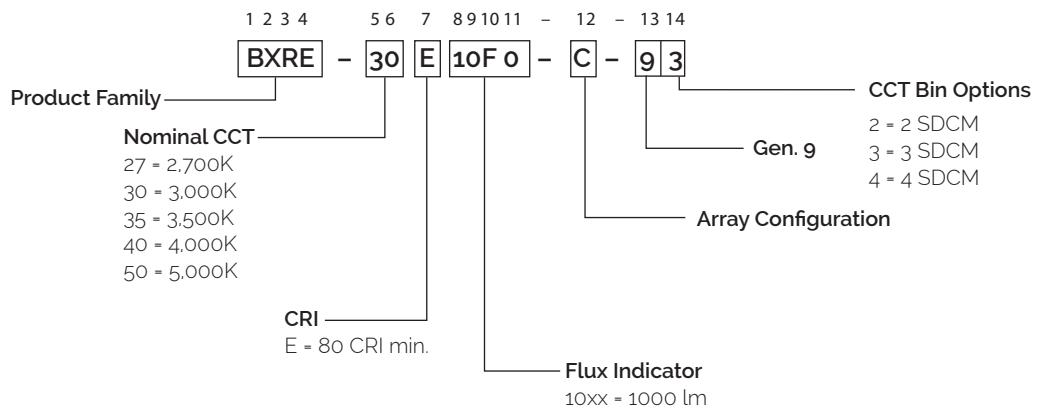 1 2 3 4 5 6 7 8 9 10 11 – 12 – 13 14
BXRE – 30 E 10F 0 – C – 9 3
Product Family
Nominal CCT
27 = 2,700K
30 = 3,000K
35 = 3,500K
40 = 4,000K
50 = 5,000K
CRI
E = 80 CRI min.
Flux Indicator
10xx = 1000 lm
Array Configuration
Gen. 9
CCT Bin Options
2 = 2 SDCM
3 = 3 SDCM
4 = 4 SDCM